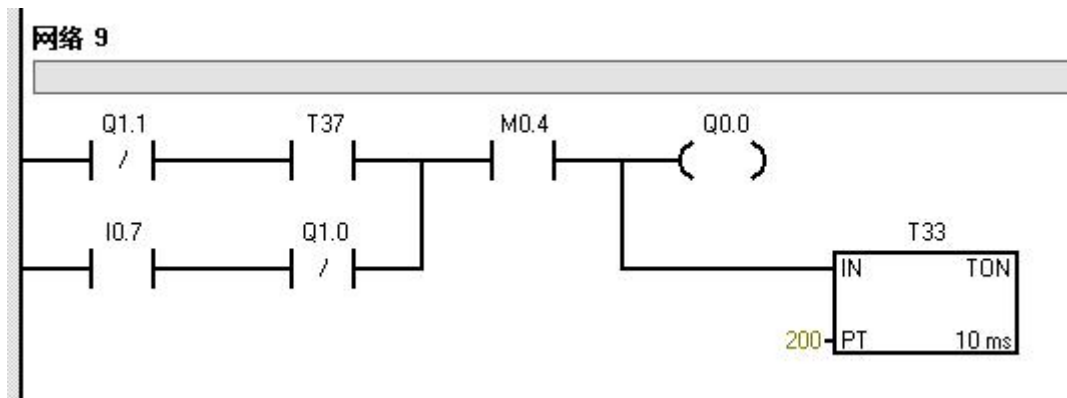 网络 9
Q1.1 T37 M0.4 Q0.0
/
I0.7 Q1.0 T33
/ IN TON
200 PT 10 ms